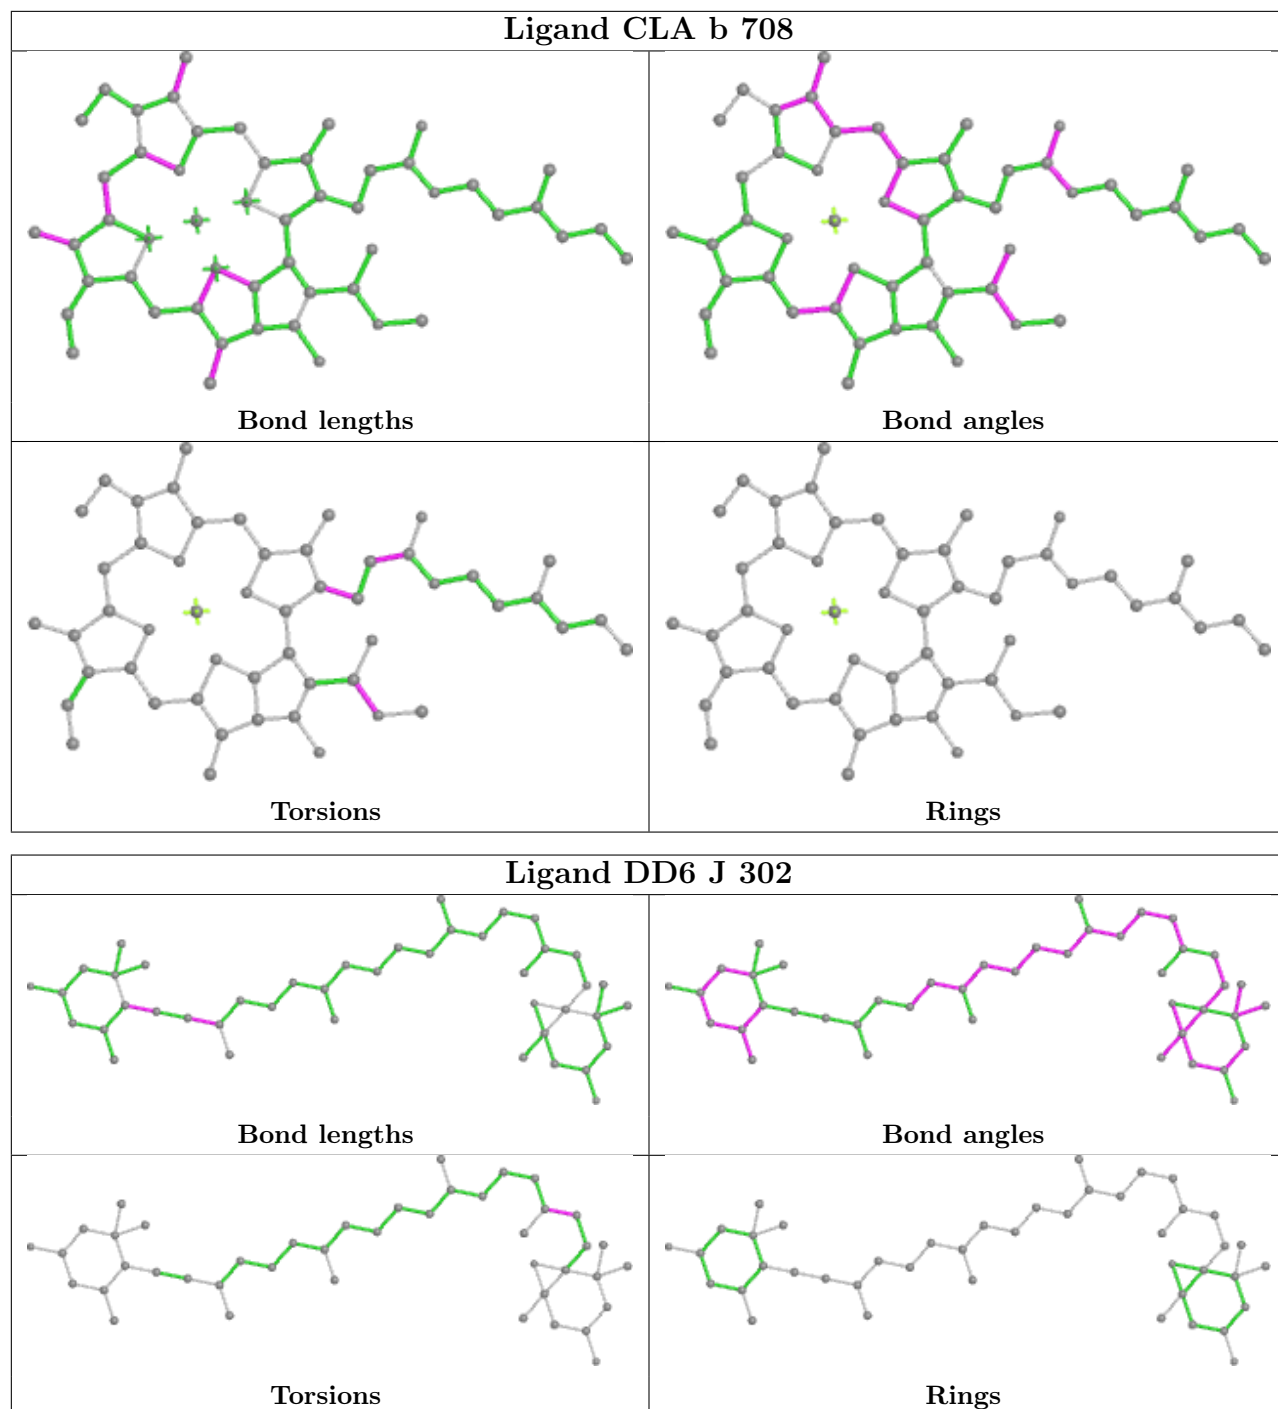 Ligand CLA b 708
Bond lengths
Bond angles
Torsions
Rings
Ligand DD6 J 302
Bond lengths
Bond angles
Torsions
Rings